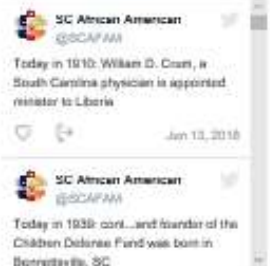 SC African American
@SCAFAM
Today in 1910: William D. Crum, a
South Carolina physician is appointed
minister to Liberia
Jun 13, 2018
SC African American
@SCAFAM
Today in 1939: cont...and founder of the
Children Defense Fund was born in
Bennettsville, SC